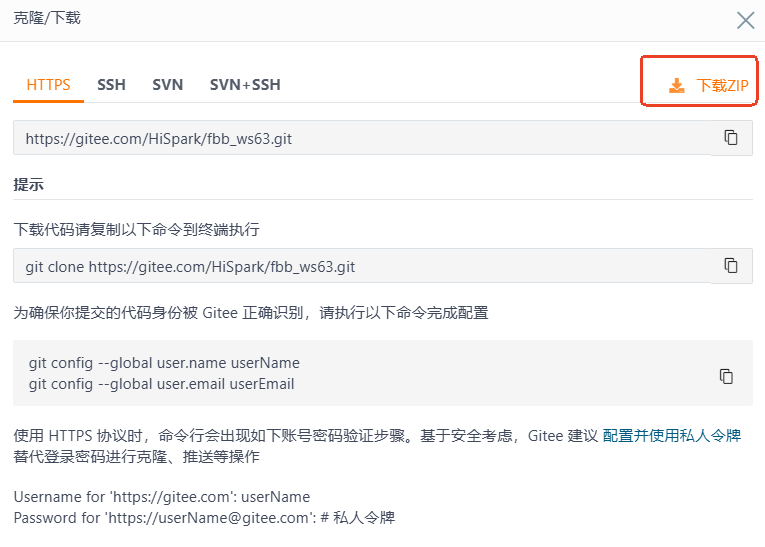 克隆/下载
HTTPS SSH SVN SVN+SSH 下载ZIP
https://gitee.com/HiSpark/fbb_ws63.git
提示
下载代码请复制以下命令到终端执行
git clone https://gitee.com/HiSpark/fbb_ws63.git
为确保你提交的代码身份被 Gitee 正确识别，请执行以下命令完成配置
git config --global user.name userName
git config --global user.email userEmail
使用 HTTPS 协议时，命令行会出现如下账号密码验证步骤。基于安全考虑，Gitee 建议 配置并使用私人令牌
替代登录密码进行克隆、推送等操作
Username for 'https://gitee.com': userName
Password for 'https://userName@gitee.com': # 私人令牌